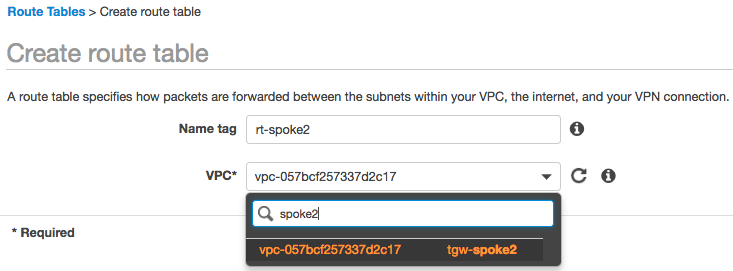 Route Tables > Create route table
Create route table
A route table specifies how packets are forwarded between the subnets within your VPC, the internet, and your VPN connection.
Name tag rt-spoke2
VPC* vpc-057bcf257337d2c17
spoke2
* Required
vpc-057bcf257337d2c17 tgw-spoke2